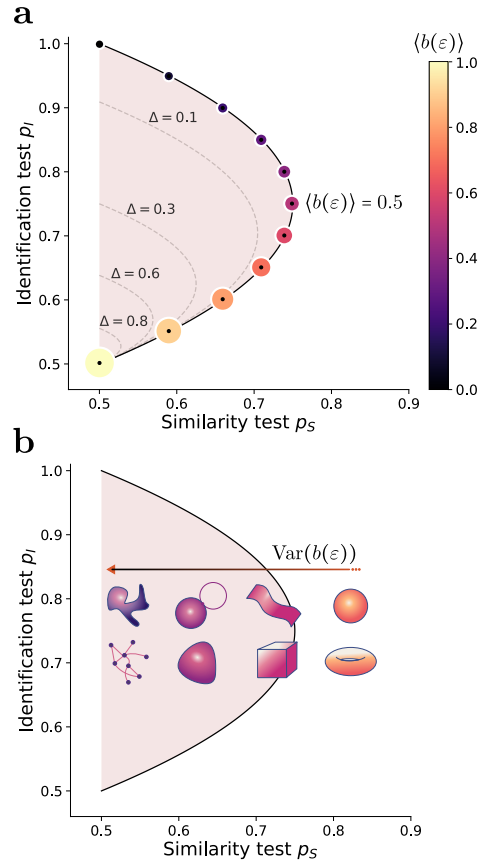 a
⟨b(ε)⟩
Identification test p_I
1.0
0.9
0.8
0.7
0.6
0.5
Δ = 0.1
Δ = 0.3
Δ = 0.6
Δ = 0.8
⟨b(ε)⟩ = 0.5
1.0
0.8
0.6
0.4
0.2
0.0
0.5 0.6 0.7 0.8 0.9
Similarity test p_S
b
Identification test p_I
1.0
0.9
0.8
0.7
0.6
0.5
Var(b(ε))
0.5 0.6 0.7 0.8 0.9
Similarity test p_S